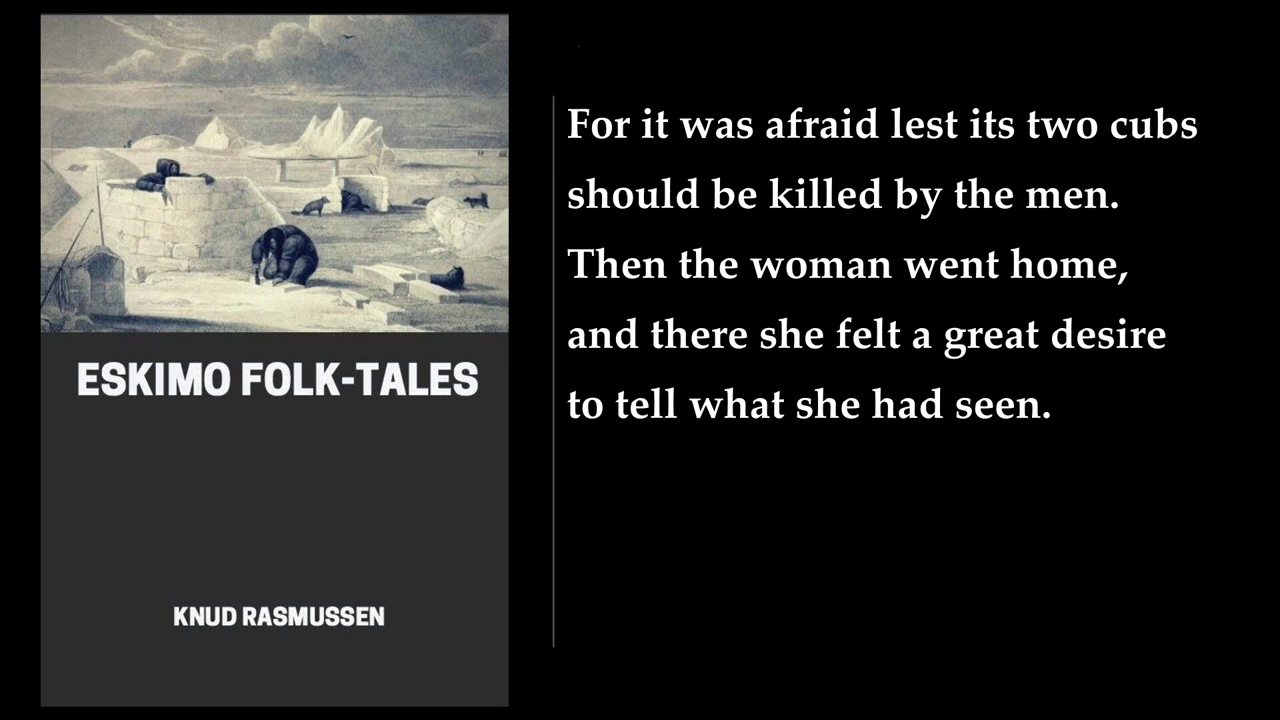 ESKIMO FOLK-TALES
KNUD RASMUSSEN
For it was afraid lest its two cubs
should be killed by the men.
Then the woman went home,
and there she felt a great desire
to tell what she had seen.